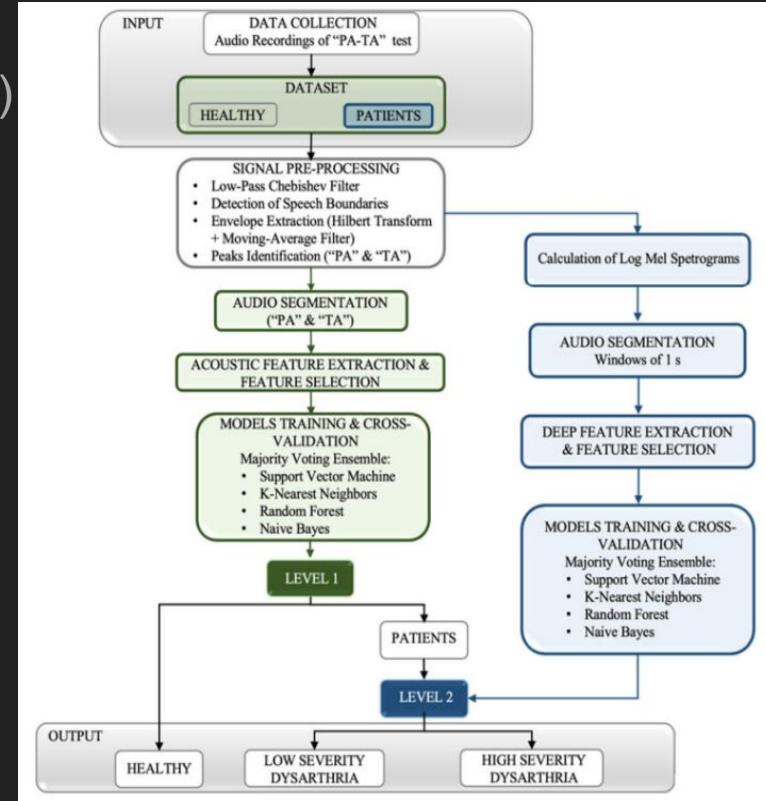 )
INPUT
DATA COLLECTION
Audio Recordings of “PA-TA” test
DATASET
HEALTHY
PATIENTS
SIGNAL PRE-PROCESSING
• Low-Pass Chebishev Filter
• Detection of Speech Boundaries
• Envelope Extraction (Hilbert Transform
+ Moving-Average Filter)
• Peaks Identification (“PA” & “TA”)
AUDIO SEGMENTATION
(“PA” & “TA”)
ACOUSTIC FEATURE EXTRACTION &
FEATURE SELECTION
MODELS TRAINING & CROSS-
VALIDATION
Majority Voting Ensemble:
• Support Vector Machine
• K-Nearest Neighbors
• Random Forest
• Naive Bayes
LEVEL 1
Calculation of Log Mel Spetrograms
AUDIO SEGMENTATION
Windows of 1 s
DEEP FEATURE EXTRACTION
& FEATURE SELECTION
MODELS TRAINING & CROSS-
VALIDATION
Majority Voting Ensemble:
• Support Vector Machine
• K-Nearest Neighbors
• Random Forest
• Naive Bayes
PATIENTS
LEVEL 2
OUTPUT
HEALTHY
LOW SEVERITY
DYSARTHRIA
HIGH SEVERITY
DYSARTHRIA